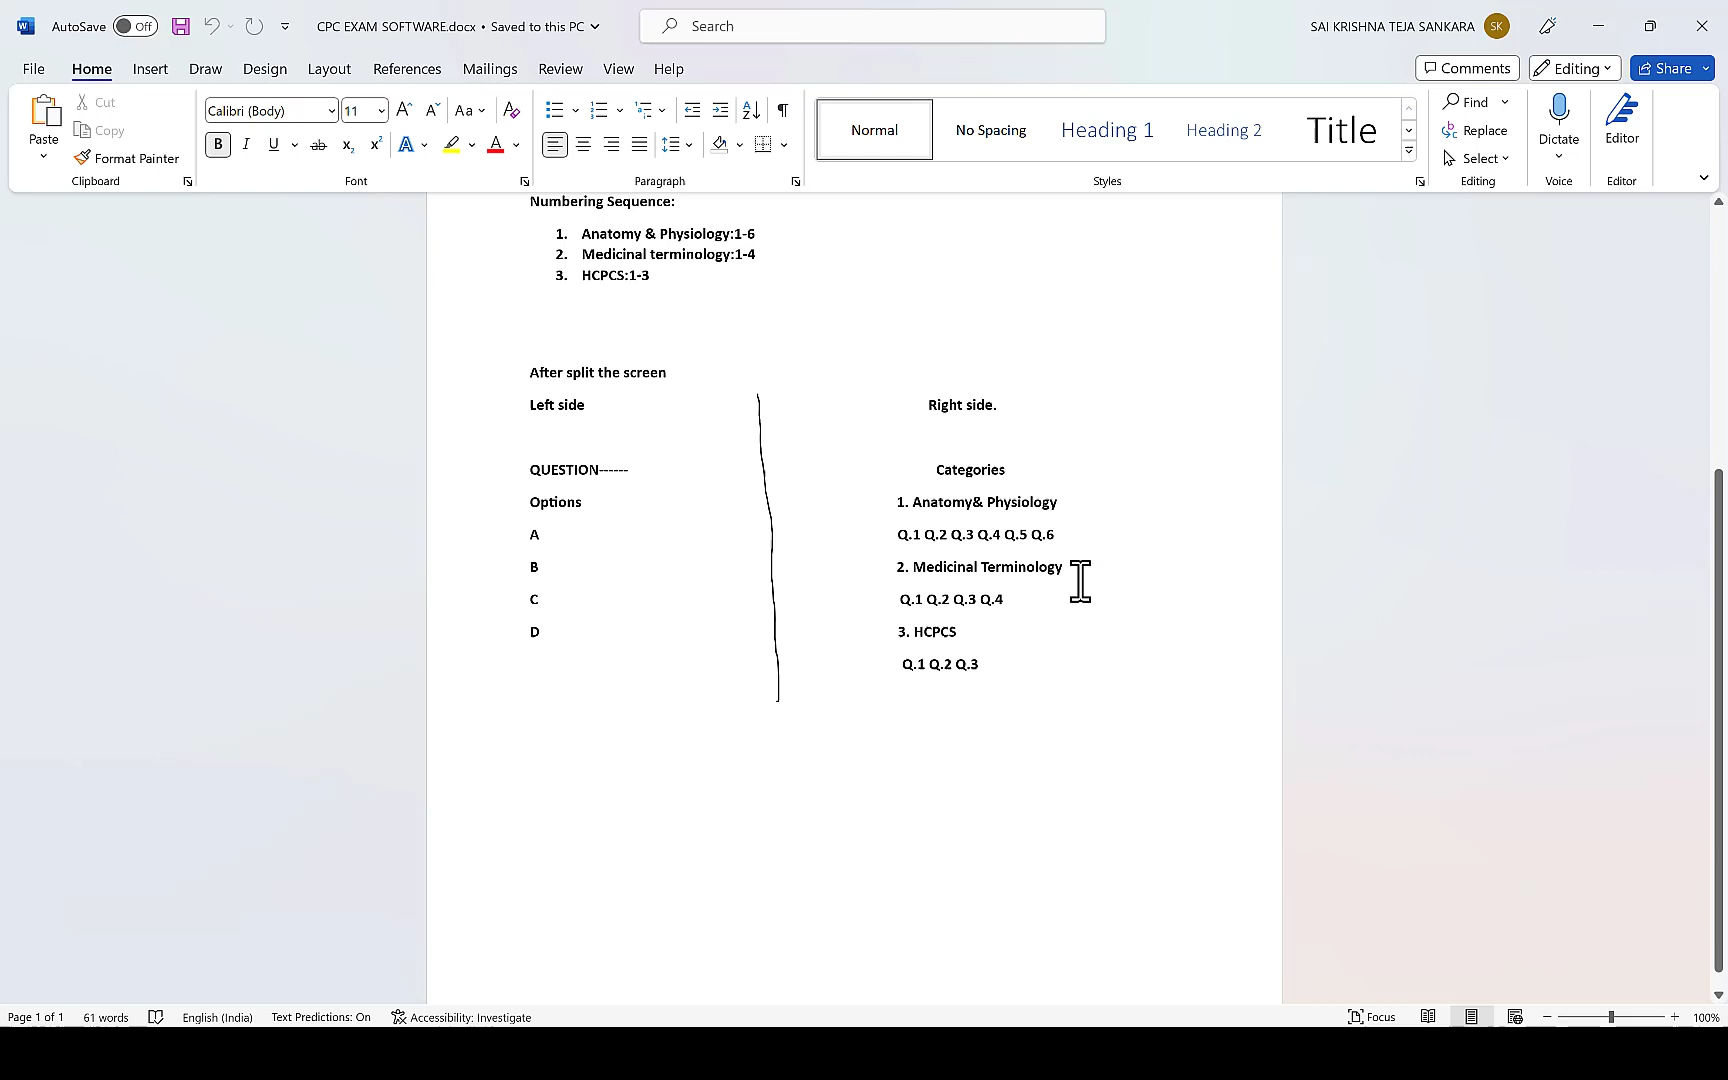 AutoSave Off CPC EXAM SOFTWARE.docx • Saved to this PC Search SAI KRISHNA TEJA SANKARA SK
File Home Insert Draw Design Layout References Mailings Review View Help Comments Editing Share
Paste Cut Copy Format Painter Clipboard
Calibri (Body) 11 Font
Paragraph
Normal No Spacing Heading 1 Heading 2 Title Styles
Find Replace Select Editing
Dictate Voice
Editor Editor
Numbering Sequence:
1. Anatomy & Physiology:1-6
2. Medicinal terminology:1-4
3. HCPCS:1-3
After split the screen
Left side Right side.
QUESTION------ Categories
Options 1. Anatomy& Physiology
A Q.1 Q.2 Q.3 Q.4 Q.5 Q.6
B 2. Medicinal Terminology
C Q.1 Q.2 Q.3 Q.4
D 3. HCPCS
Q.1 Q.2 Q.3
Page 1 of 1 61 words English (India) Text Predictions: On Accessibility: Investigate Focus 100%